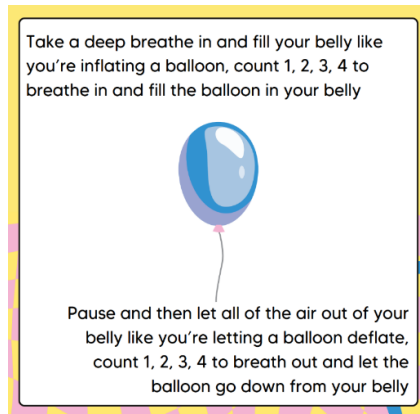 Take a deep breathe in and fill your belly like
you're inflating a balloon, count 1, 2, 3, 4 to
breathe in and fill the balloon in your belly
Pause and then let all of the air out of your
belly like you're letting a balloon deflate,
count 1, 2, 3, 4 to breath out and let the
balloon go down from your belly